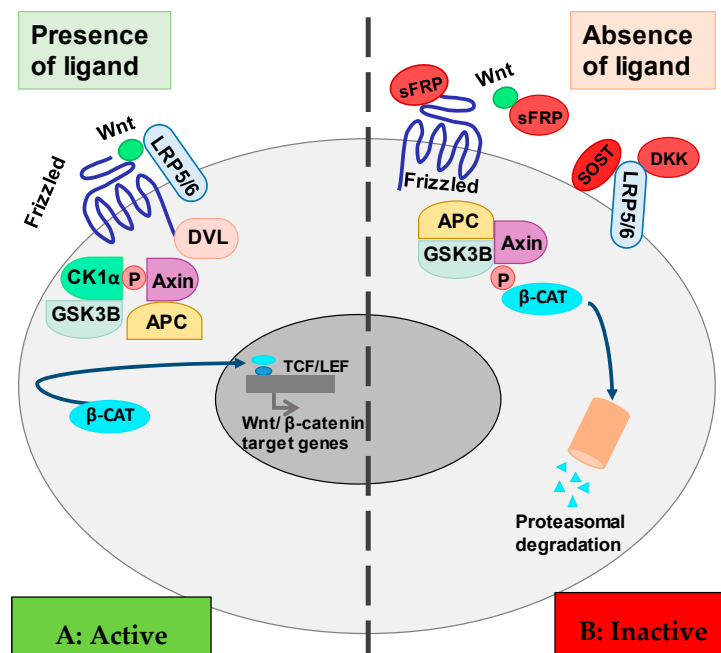 Presence
of ligand
Wnt
LRP5/6
Frizzled
DVL
CK1α
P
Axin
GSK3B
APC
TCF/LEF
β-CAT
Wnt/ β-catenin
target genes
A: Active
Absence
of ligand
sFRP
Wnt
sFRP
SOST
DKK
LRP5/6
Frizzled
APC
GSK3B
Axin
P
β-CAT
Proteasomal
degradation
B: Inactive